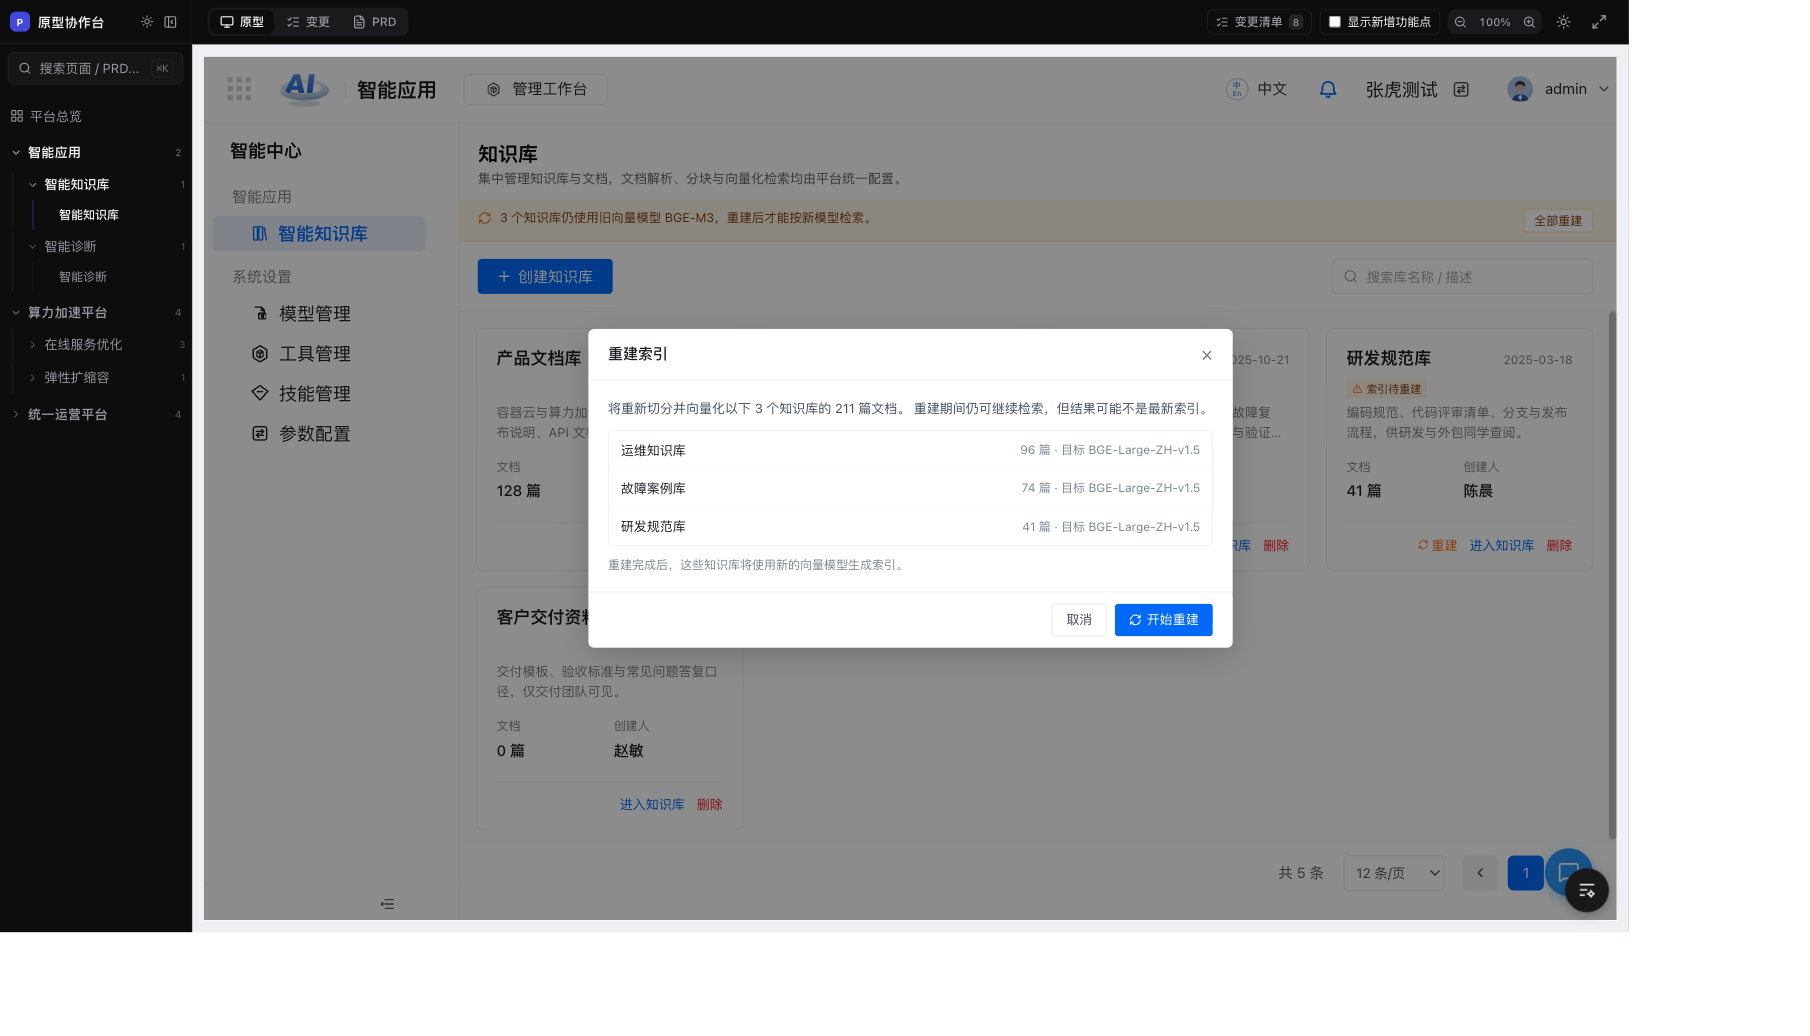 P 原型协作台
原型 变更 PRD
变更清单 8 显示新增功能点 100%
搜索页面 / PRD... ⌘K
平台总览
智能应用 2
智能知识库 1
智能知识库
智能诊断 1
智能诊断
算力加速平台 4
在线服务优化 3
弹性扩缩容 1
统一运营平台 4
AI 智能应用 管理工作台
中 En 中文 张虎测试 admin
智能中心
智能应用
智能知识库
系统设置
模型管理
工具管理
技能管理
参数配置
知识库
集中管理知识库与文档，文档解析、分块与向量化检索均由平台统一配置。
3 个知识库仍使用旧向量模型 BGE-M3，重建后才能按新模型检索。 全部重建
创建知识库 搜索库名称 / 描述
产品文档库
容器云与算力加
布说明、API 文
文档
128 篇
重建索引
将重新切分并向量化以下 3 个知识库的 211 篇文档。 重建期间仍可继续检索，但结果可能不是最新索引。
运维知识库 96 篇 · 目标 BGE-Large-ZH-v1.5
故障案例库 74 篇 · 目标 BGE-Large-ZH-v1.5
研发规范库 41 篇 · 目标 BGE-Large-ZH-v1.5
重建完成后，这些知识库将使用新的向量模型生成索引。
取消 开始重建
25-10-21
故障复
与验证...
识库 删除
研发规范库 2025-03-18
索引待重建
编码规范、代码评审清单、分支与发布
流程，供研发与外包同学查阅。
文档 创建人
41 篇 陈晨
重建 进入知识库 删除
客户交付资料
交付模板、验收标准与常见问题答复口
径，仅交付团队可见。
文档 创建人
0 篇 赵敏
进入知识库 删除
共 5 条 12 条/页 1